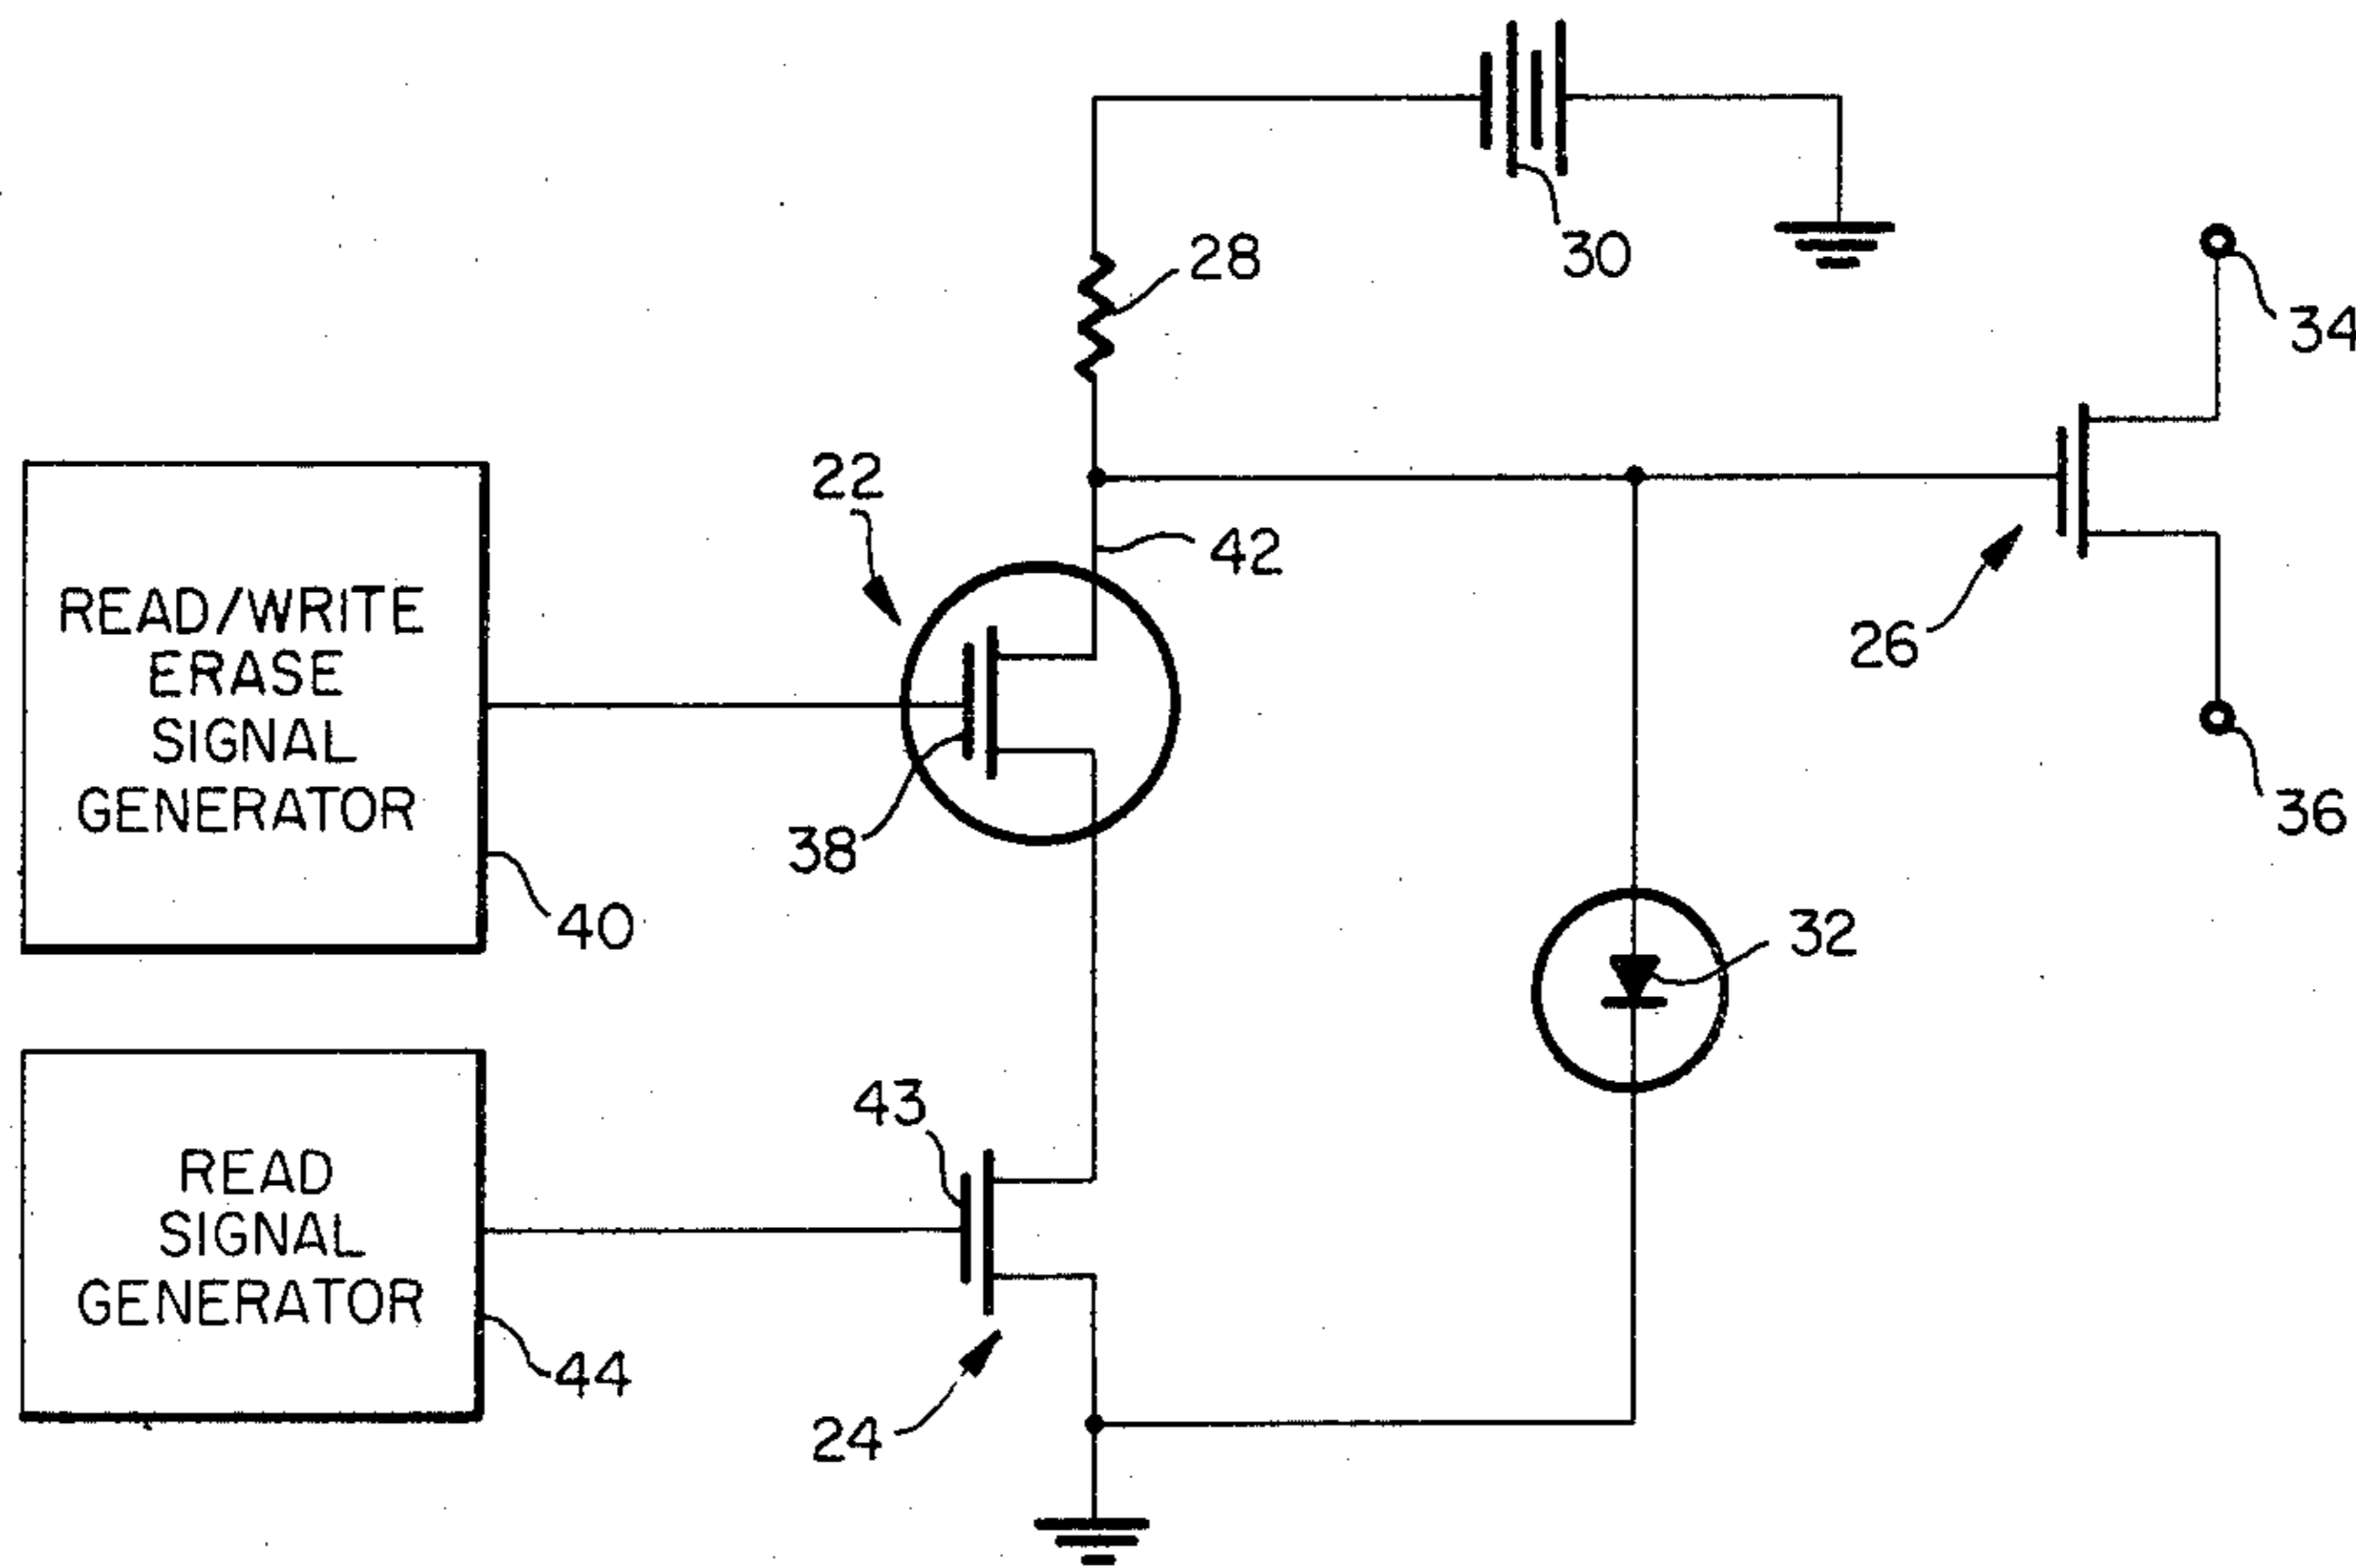 30
28
34
22
42
READ/WRITE
ERASE
SIGNAL
GENERATOR
26
38
36
40
32
43
READ
SIGNAL
GENERATOR
44
24